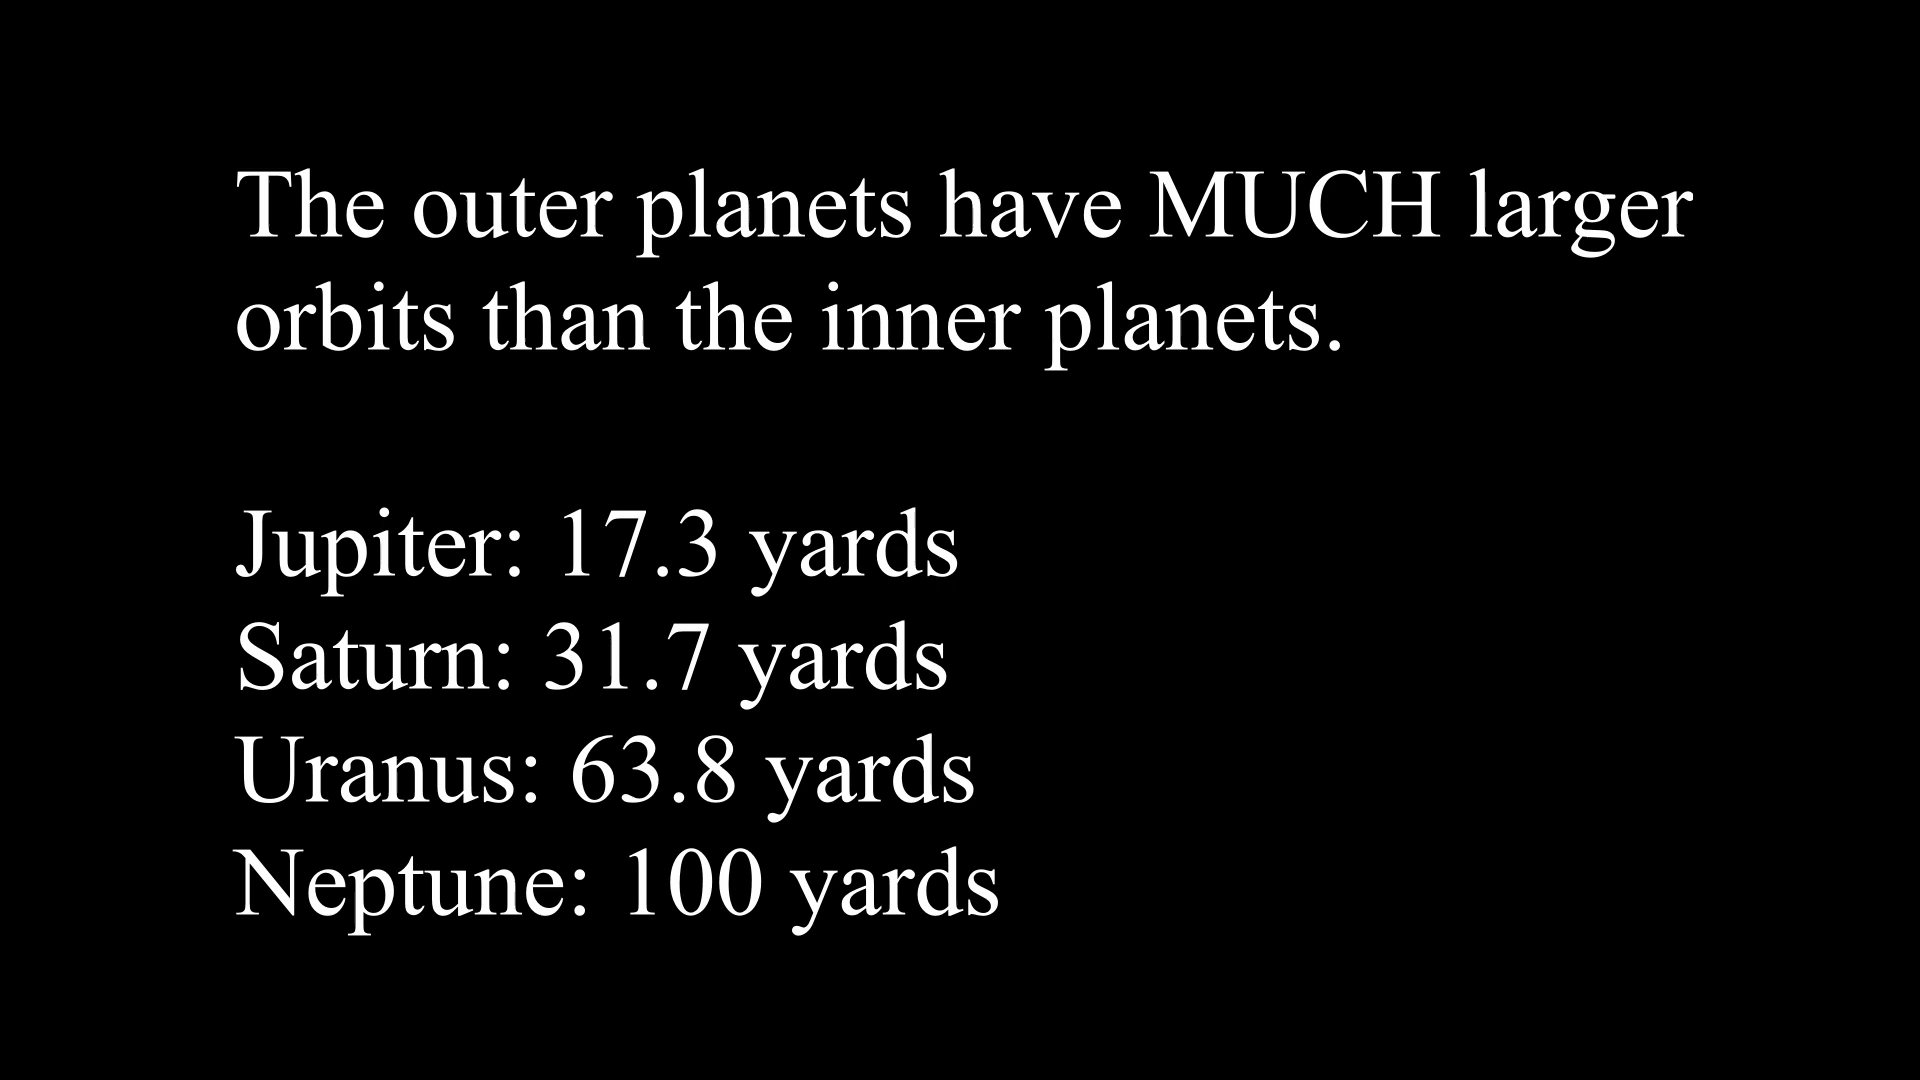 The outer planets have MUCH larger
orbits than the inner planets.
Jupiter: 17.3 yards
Saturn: 31.7 yards
Uranus: 63.8 yards
Neptune: 100 yards